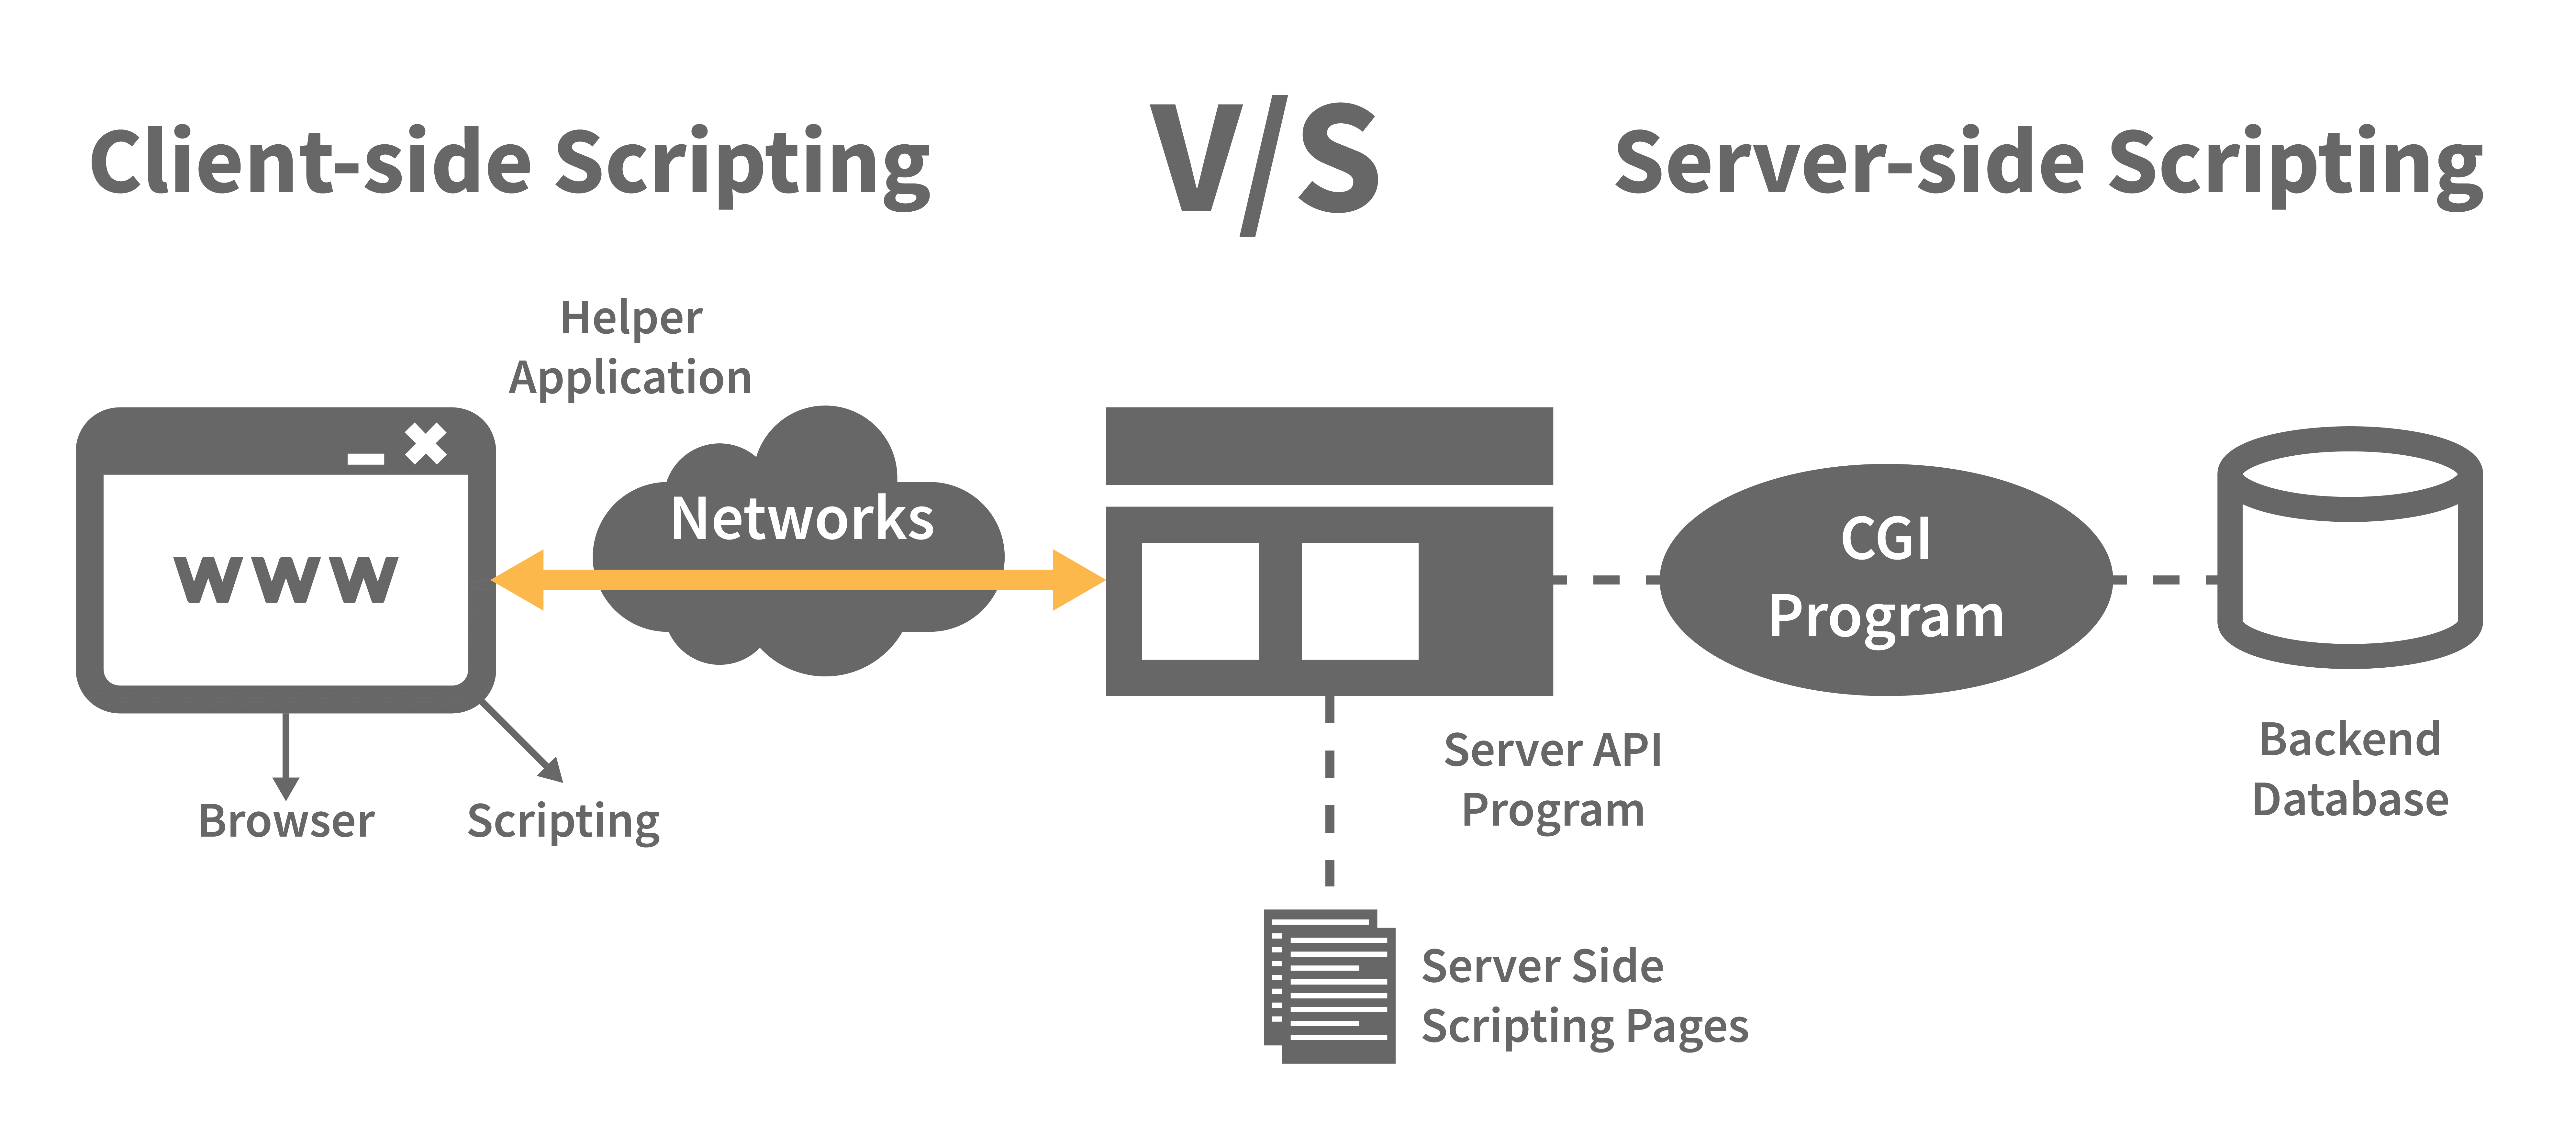 Client-side Scripting
V/S
Server-side Scripting
Helper
Application
www
Networks
Browser
Scripting
Server API
Program
Server Side
Scripting Pages
CGI
Program
Backend
Database